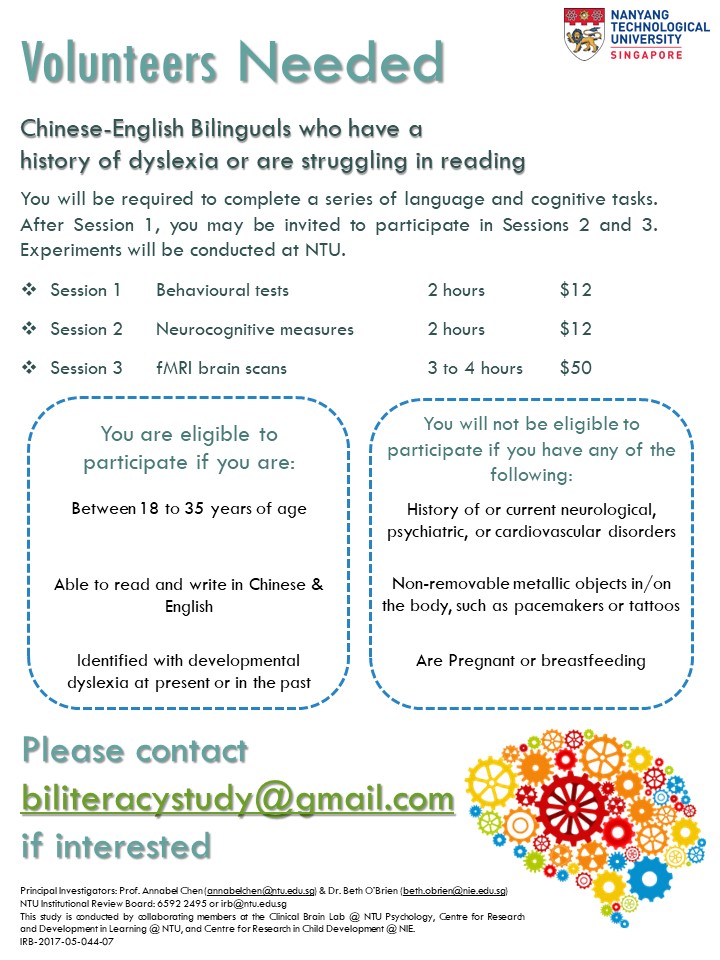 NANYANG
TECHNOLOGICAL
UNIVERSITY
SINGAPORE
Volunteers Needed
Chinese-English Bilinguals who have a
history of dyslexia or are struggling in reading
You will be required to complete a series of language and cognitive tasks.
After Session 1, you may be invited to participate in Sessions 2 and 3.
Experiments will be conducted at NTU.
❖ Session 1 Behavioural tests 2 hours $12
❖ Session 2 Neurocognitive measures 2 hours $12
❖ Session 3 fMRI brain scans 3 to 4 hours $50
You are eligible to
participate if you are:
Between 18 to 35 years of age
Able to read and write in Chinese &
English
Identified with developmental
dyslexia at present or in the past
You will not be eligible to
participate if you have any of the
following:
History of or current neurological,
psychiatric, or cardiovascular disorders
Non-removable metallic objects in/on
the body, such as pacemakers or tattoos
Are Pregnant or breastfeeding
Please contact
biliteracystudy@gmail.com
if interested
Principal Investigators: Prof. Annabel Chen (annabelchen@ntu.edu.sg) & Dr. Beth O'Brien (beth.obrien@nie.edu.sg)
NTU Institutional Review Board: 6592 2495 or irb@ntu.edu.sg
This study is conducted by collaborating members at the Clinical Brain Lab @ NTU Psychology, Centre for Research
and Development in Learning @ NTU, and Centre for Research in Child Development @ NIE.
IRB-2017-05-044-07